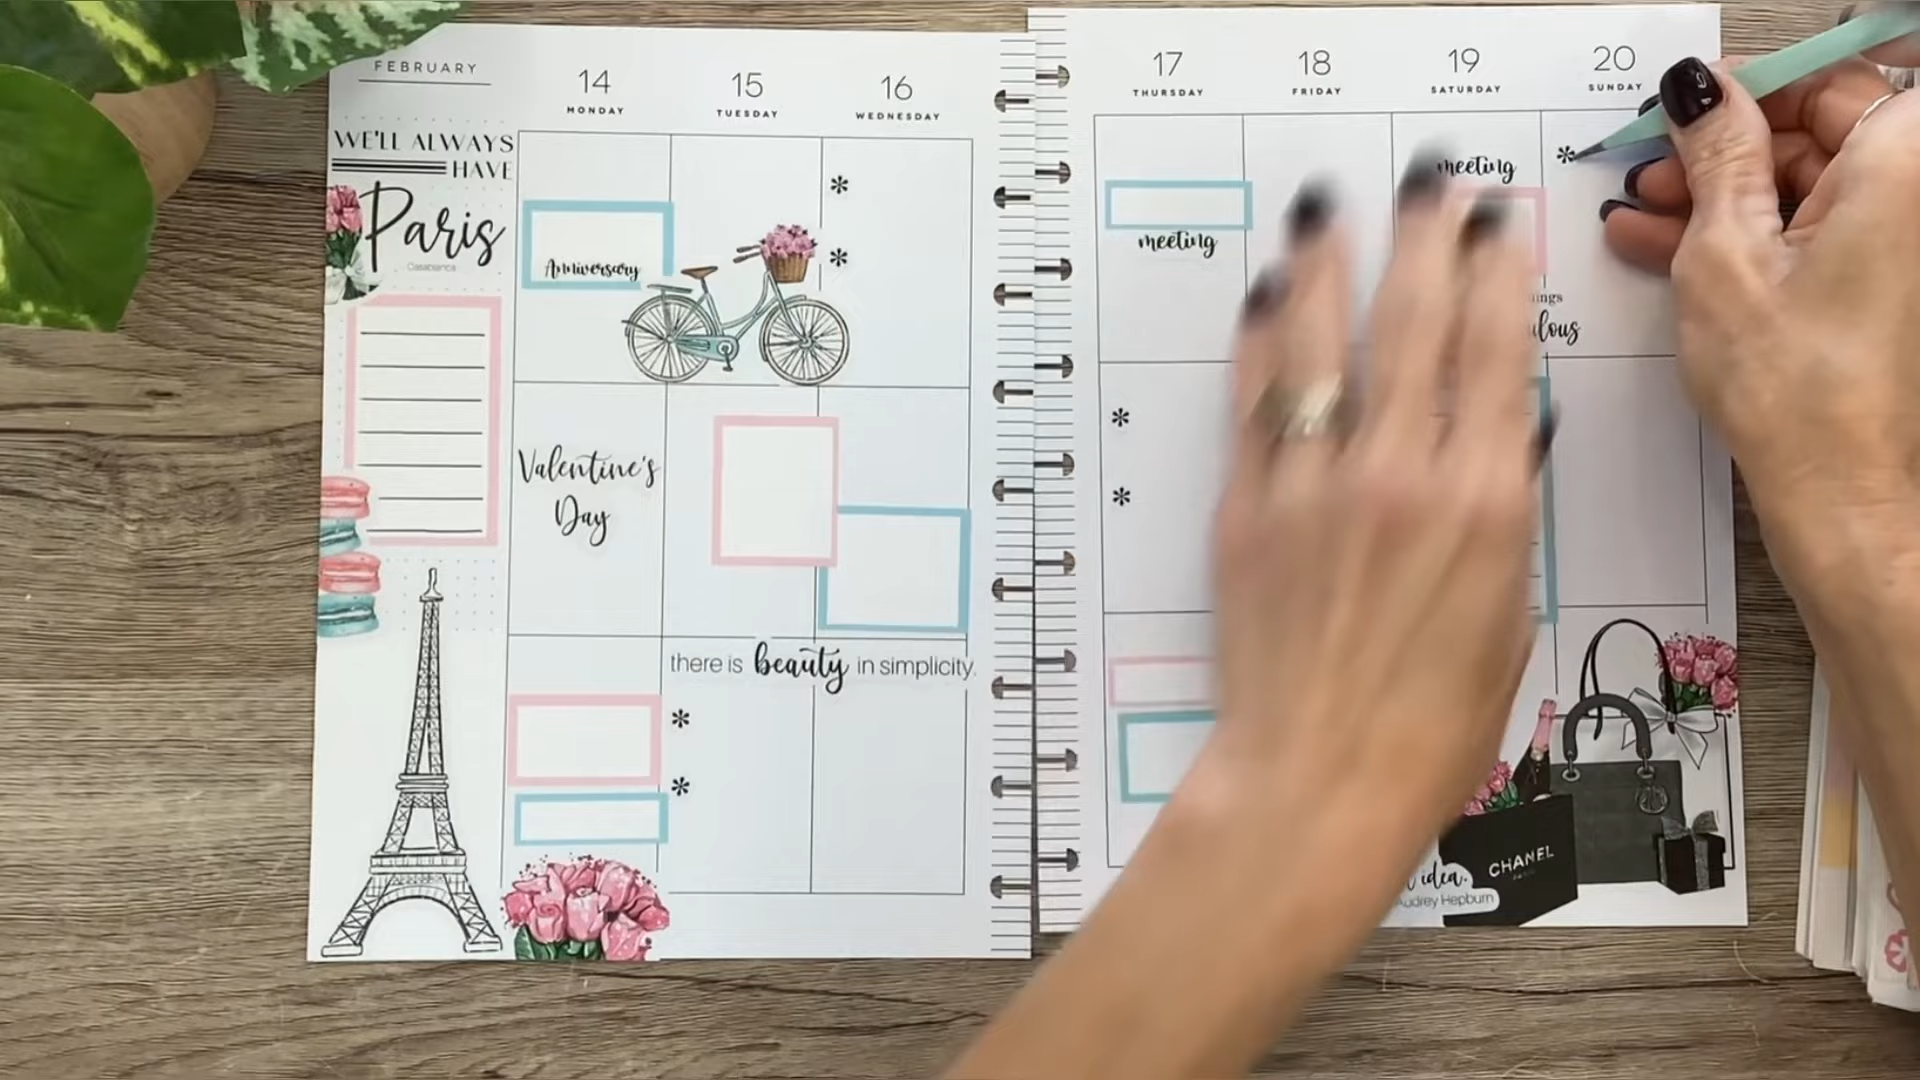 FEBRUARY
14
MONDAY
15
TUESDAY
16
WEDNESDAY
17
THURSDAY
18
FRIDAY
19
SATURDAY
20
SUNDAY
WE'LL ALWAYS
HAVE
Paris
Casablanca
Anniversary
Valentine's
Day
there is beauty in simplicity.
meeting
meeting
idea.
Audrey Hepburn
CHANEL